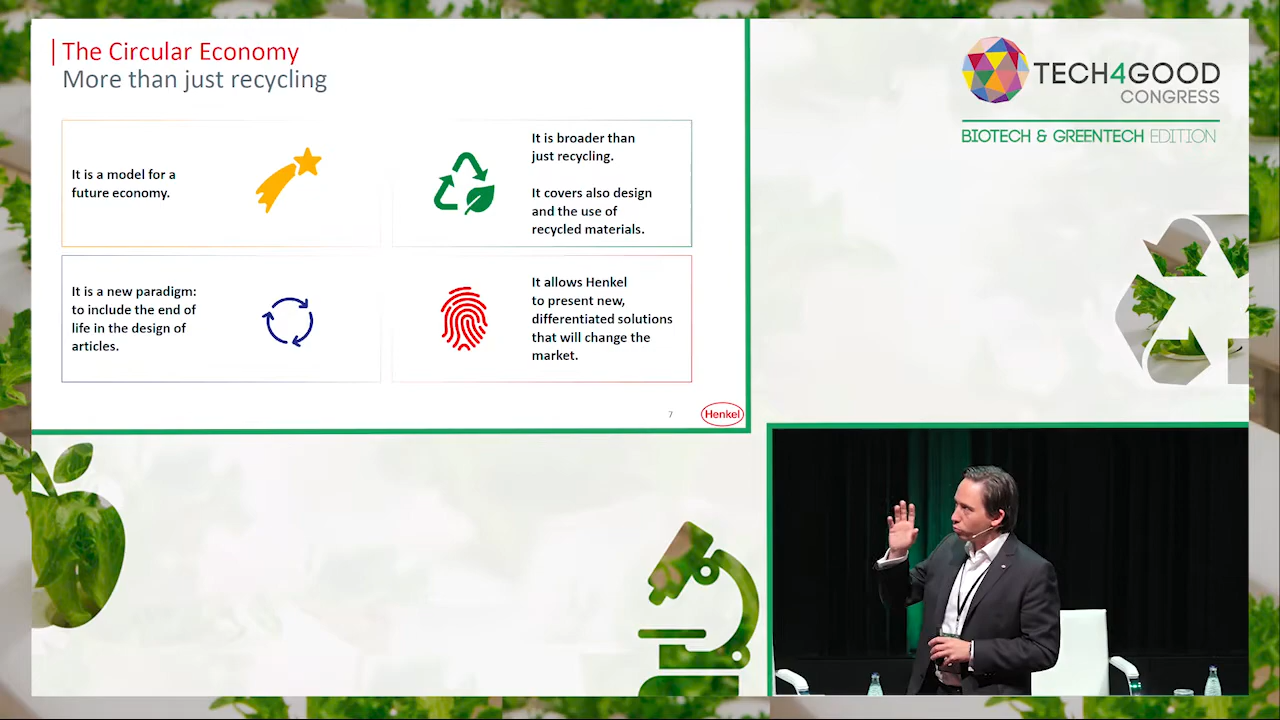 The Circular Economy
More than just recycling
It is a model for a
future economy.
It is broader than
just recycling.
It covers also design
and the use of
recycled materials.
It is a new paradigm:
to include the end of
life in the design of
articles.
It allows Henkel
to present new,
differentiated solutions
that will change the
market.
7
Henkel
TECH4GOOD
CONGRESS
BIOTECH & GREENTECH EDITION